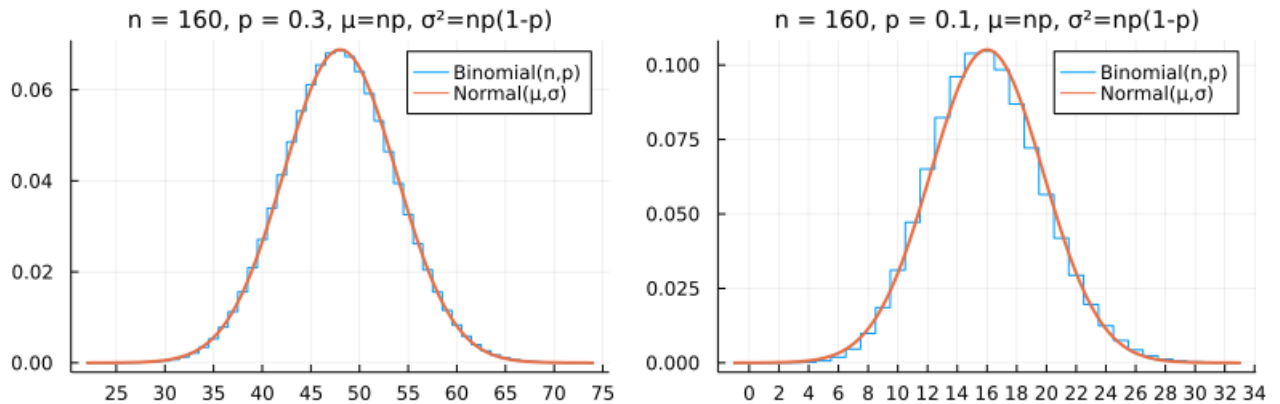 n = 160, p = 0.3, μ=np, σ²=np(1-p)
Binomial(n,p)
Normal(μ,σ)
0.06
0.04
0.02
0.00
25 30 35 40 45 50 55 60 65 70 75
n = 160, p = 0.1, μ=np, σ²=np(1-p)
Binomial(n,p)
Normal(μ,σ)
0.100
0.075
0.050
0.025
0.000
0 2 4 6 8 10 12 14 16 18 20 22 24 26 28 30 32 34